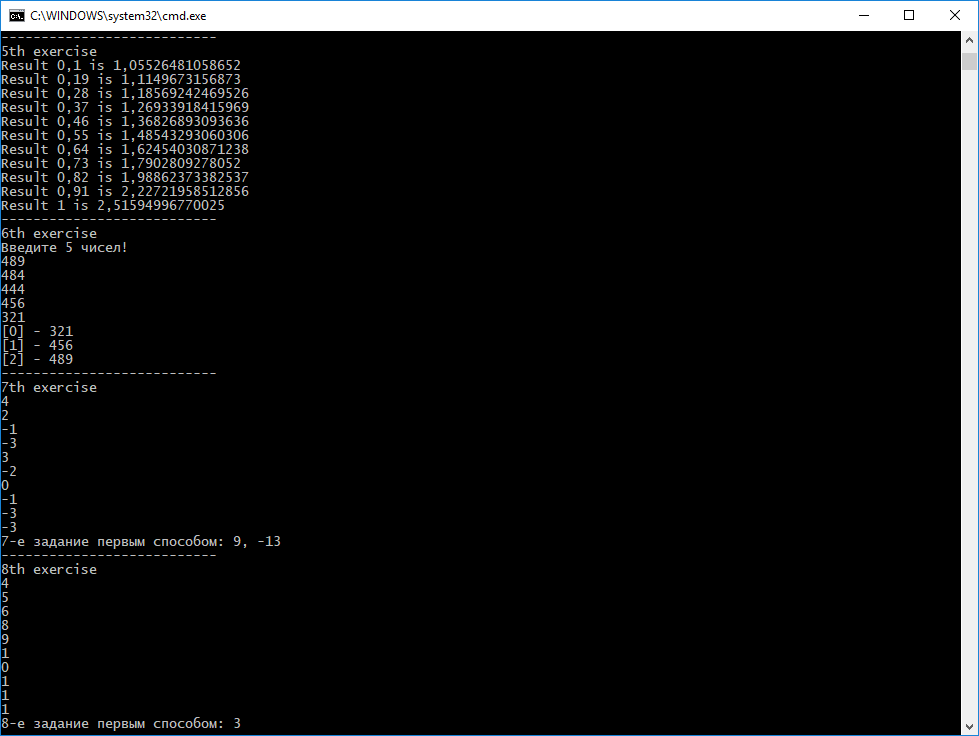 C:\WINDOWS\system32\cmd.exe
---------------------------
5th exercise
Result 0,1 is 1,05526481058652
Result 0,19 is 1,1149673156873
Result 0,28 is 1,18569242469526
Result 0,37 is 1,26933918415969
Result 0,46 is 1,36826893093636
Result 0,55 is 1,48543293060306
Result 0,64 is 1,62454030871238
Result 0,73 is 1,7902809278052
Result 0,82 is 1,98862373382537
Result 0,91 is 2,22721958512856
Result 1 is 2,51594996770025
---------------------------
6th exercise
Введите 5 чисел!
489
484
444
456
321
[0] - 321
[1] - 456
[2] - 489
---------------------------
7th exercise
4
2
-1
-3
3
-2
0
-1
-3
-3
7-е задание первым способом: 9, -13
---------------------------
8th exercise
4
5
6
8
9
1
0
1
1
1
8-е задание первым способом: 3